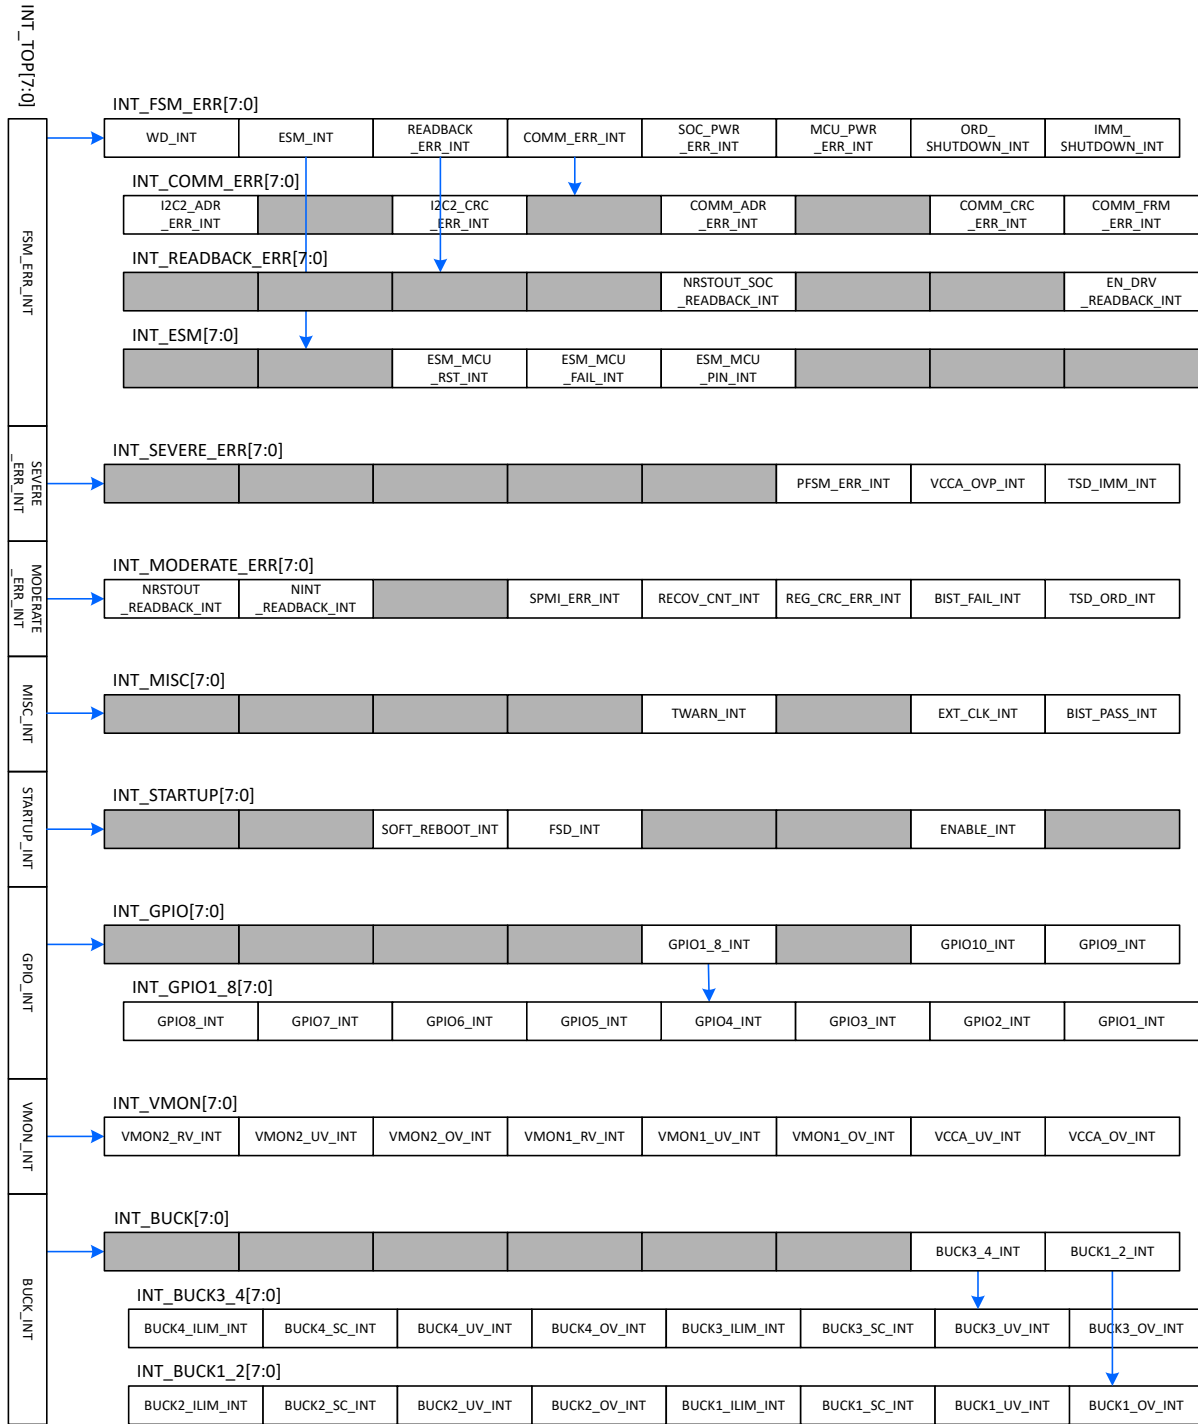 INT_TOP[7:0]
FSM_ERR_INT
INT_FSM_ERR[7:0]
WD_INT
ESM_INT
READBACK
_ERR_INT
COMM_ERR_INT
SOC_PWR
_ERR_INT
MCU_PWR
_ERR_INT
ORD_
SHUTDOWN_INT
IMM_
SHUTDOWN_INT
INT_COMM_ERR[7:0]
I2C2_ADR
_ERR_INT
I2C2_CRC
_ERR_INT
COMM_ADR
_ERR_INT
COMM_CRC
_ERR_INT
COMM_FRM
_ERR_INT
INT_READBACK_ERR[7:0]
NRSTOUT_SOC
_READBACK_INT
EN_DRV
_READBACK_INT
INT_ESM[7:0]
ESM_MCU
_RST_INT
ESM_MCU
_FAIL_INT
ESM_MCU
_PIN_INT
SEVERE
_ERR_INT
INT_SEVERE_ERR[7:0]
PFSM_ERR_INT
VCCA_OVP_INT
TSD_IMM_INT
MODERATE
_ERR_INT
INT_MODERATE_ERR[7:0]
NRSTOUT
_READBACK_INT
NINT
_READBACK_INT
SPMI_ERR_INT
RECOV_CNT_INT
REG_CRC_ERR_INT
BIST_FAIL_INT
TSD_ORD_INT
MISC_INT
INT_MISC[7:0]
TWARN_INT
EXT_CLK_INT
BIST_PASS_INT
STARTUP_INT
INT_STARTUP[7:0]
SOFT_REBOOT_INT
FSD_INT
ENABLE_INT
GPIO_INT
INT_GPIO[7:0]
GPIO1_8_INT
GPIO10_INT
GPIO9_INT
INT_GPIO1_8[7:0]
GPIO8_INT
GPIO7_INT
GPIO6_INT
GPIO5_INT
GPIO4_INT
GPIO3_INT
GPIO2_INT
GPIO1_INT
VMON_INT
INT_VMON[7:0]
VMON2_RV_INT
VMON2_UV_INT
VMON2_OV_INT
VMON1_RV_INT
VMON1_UV_INT
VMON1_OV_INT
VCCA_UV_INT
VCCA_OV_INT
BUCK_INT
INT_BUCK[7:0]
BUCK3_4_INT
BUCK1_2_INT
INT_BUCK3_4[7:0]
BUCK4_ILIM_INT
BUCK4_SC_INT
BUCK4_UV_INT
BUCK4_OV_INT
BUCK3_ILIM_INT
BUCK3_SC_INT
BUCK3_UV_INT
BUCK3_OV_INT
INT_BUCK1_2[7:0]
BUCK2_ILIM_INT
BUCK2_SC_INT
BUCK2_UV_INT
BUCK2_OV_INT
BUCK1_ILIM_INT
BUCK1_SC_INT
BUCK1_UV_INT
BUCK1_OV_INT